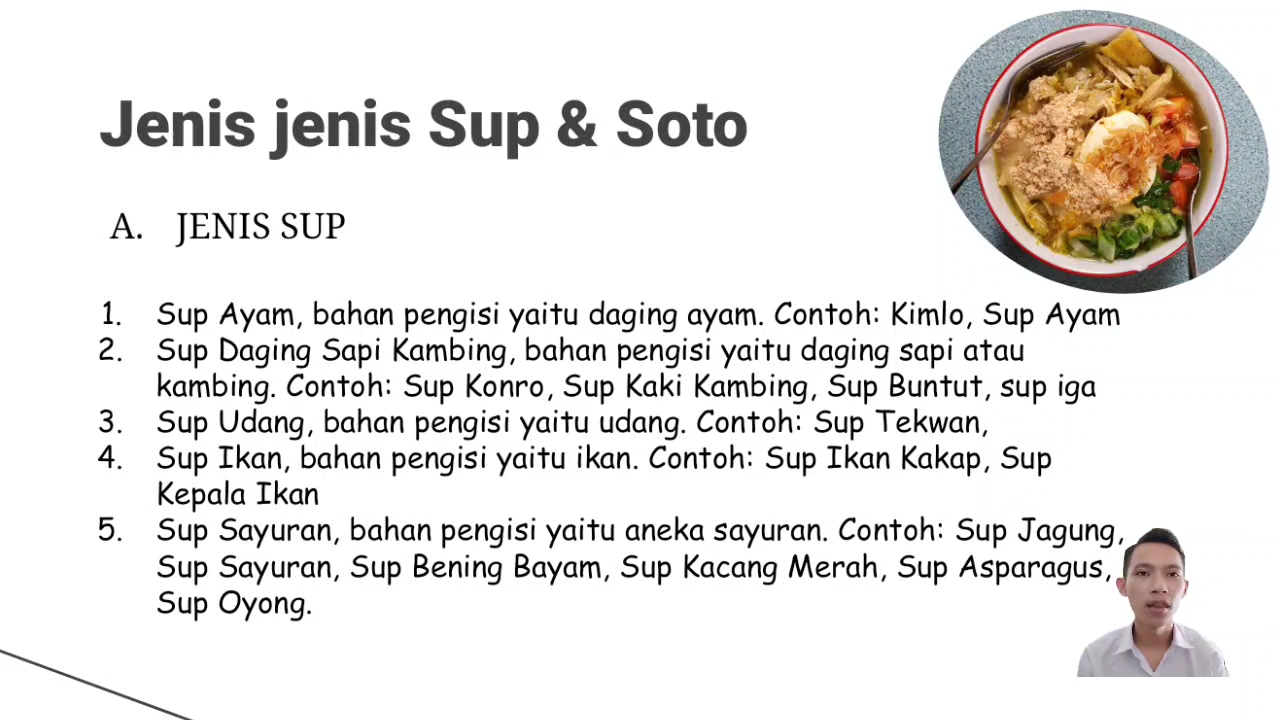 Jenis jenis Sup & Soto
A. JENIS SUP
1. Sup Ayam, bahan pengisi yaitu daging ayam. Contoh: Kimlo, Sup Ayam
2. Sup Daging Sapi Kambing, bahan pengisi yaitu daging sapi atau
kambing. Contoh: Sup Konro, Sup Kaki Kambing, Sup Buntut, sup iga
3. Sup Udang, bahan pengisi yaitu udang. Contoh: Sup Tekwan,
4. Sup Ikan, bahan pengisi yaitu ikan. Contoh: Sup Ikan Kakap, Sup
Kepala Ikan
5. Sup Sayuran, bahan pengisi yaitu aneka sayuran. Contoh: Sup Jagung,
Sup Sayuran, Sup Bening Bayam, Sup Kacang Merah, Sup Asparagus,
Sup Oyong.